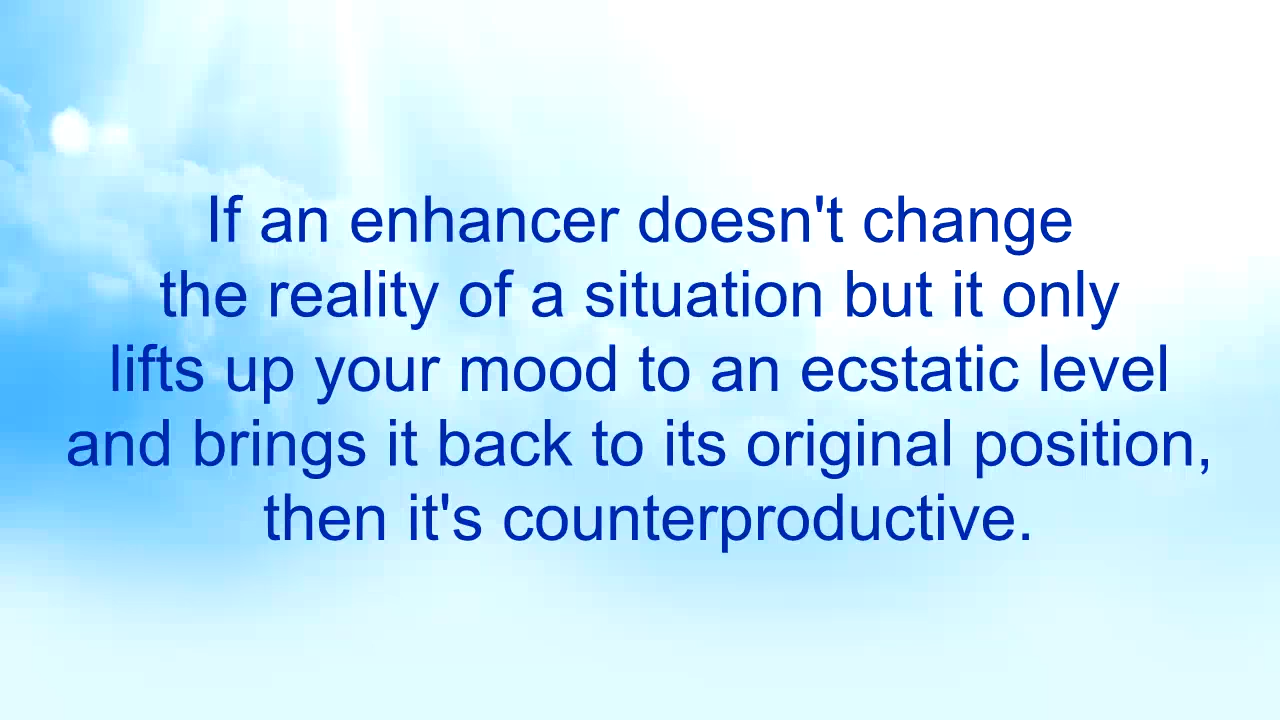 If an enhancer doesn't change
the reality of a situation but it only
lifts up your mood to an ecstatic level
and brings it back to its original position,
then it's counterproductive.